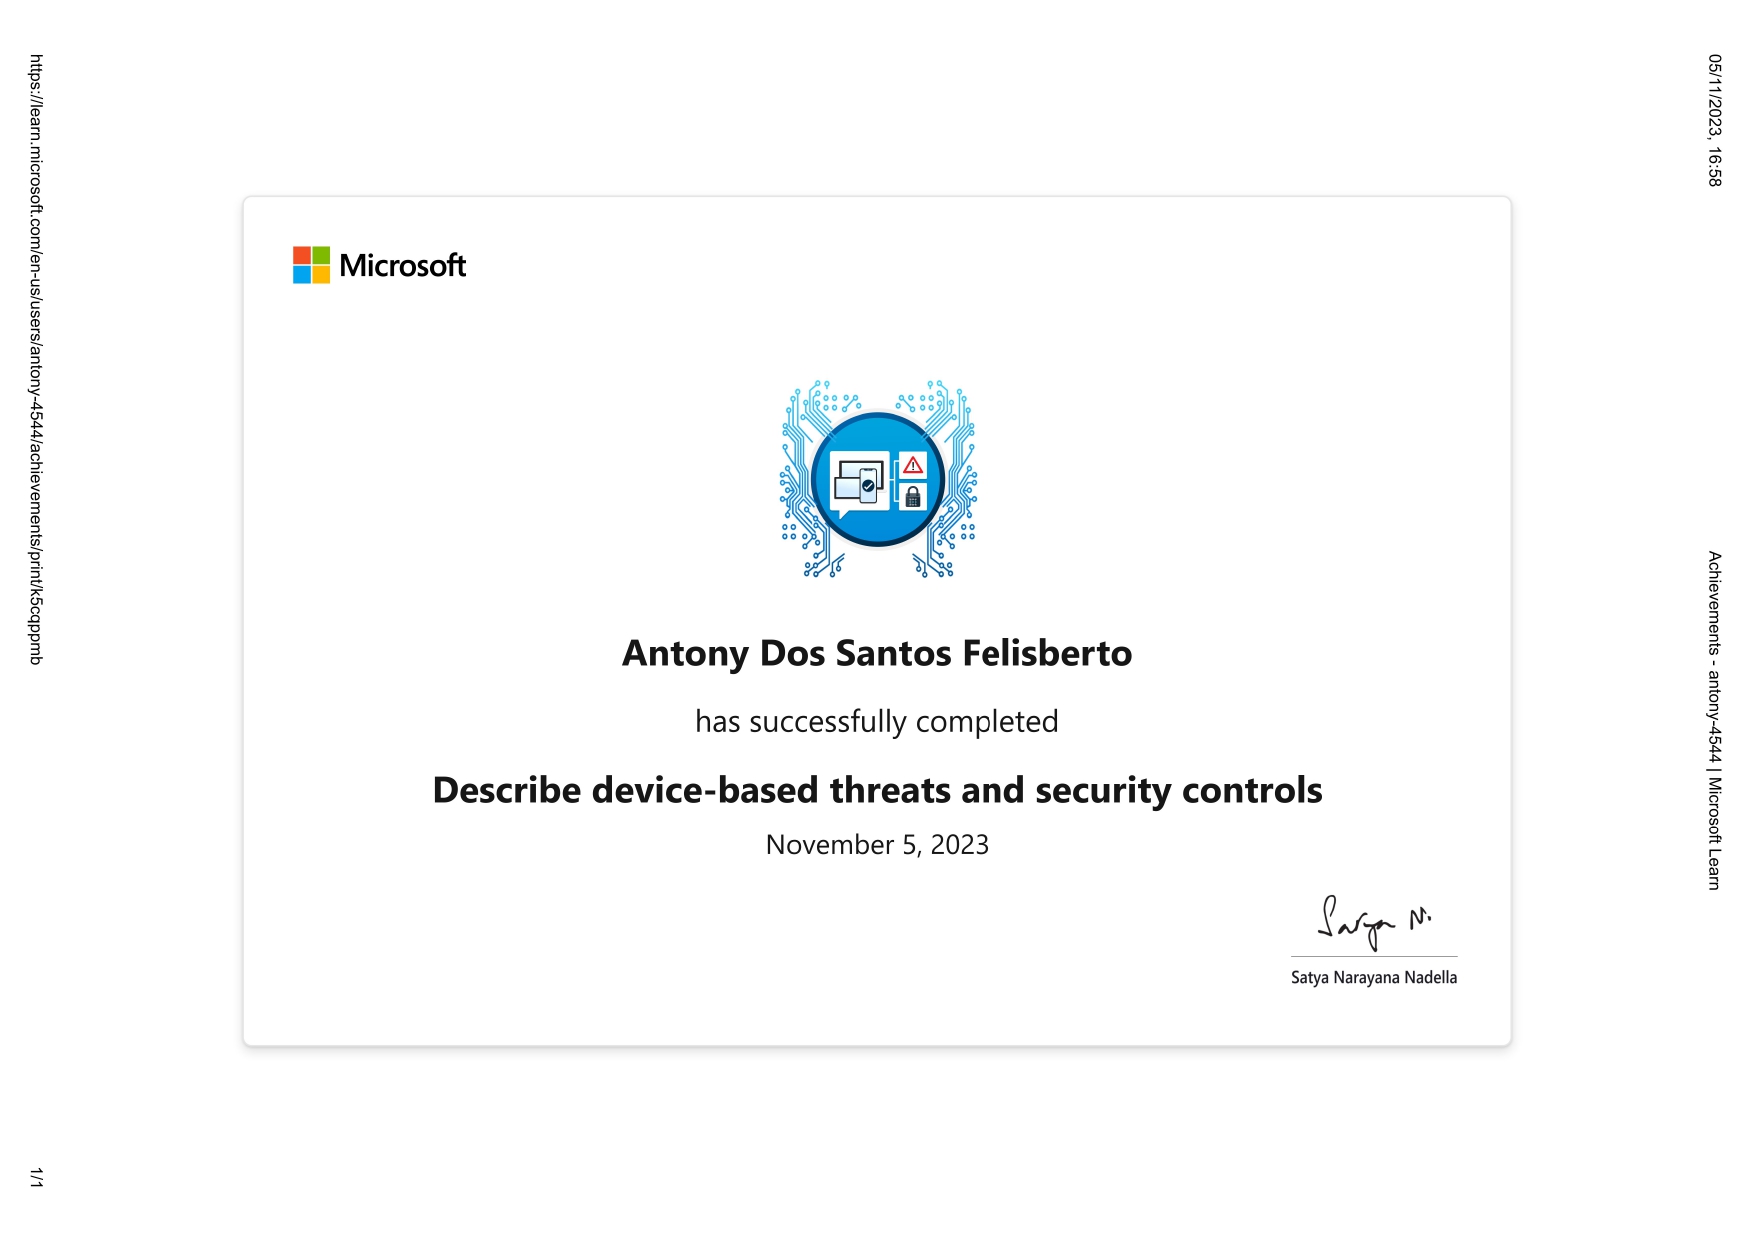 05/11/2023, 16:58
Achievements - antony-4544 | Microsoft Learn
Microsoft
Antony Dos Santos Felisberto
has successfully completed
Describe device-based threats and security controls
November 5, 2023
Satya N.
Satya Narayana Nadella
https://learn.microsoft.com/en-us/users/antony-4544/achievements/print/k5cqppmb
1/1